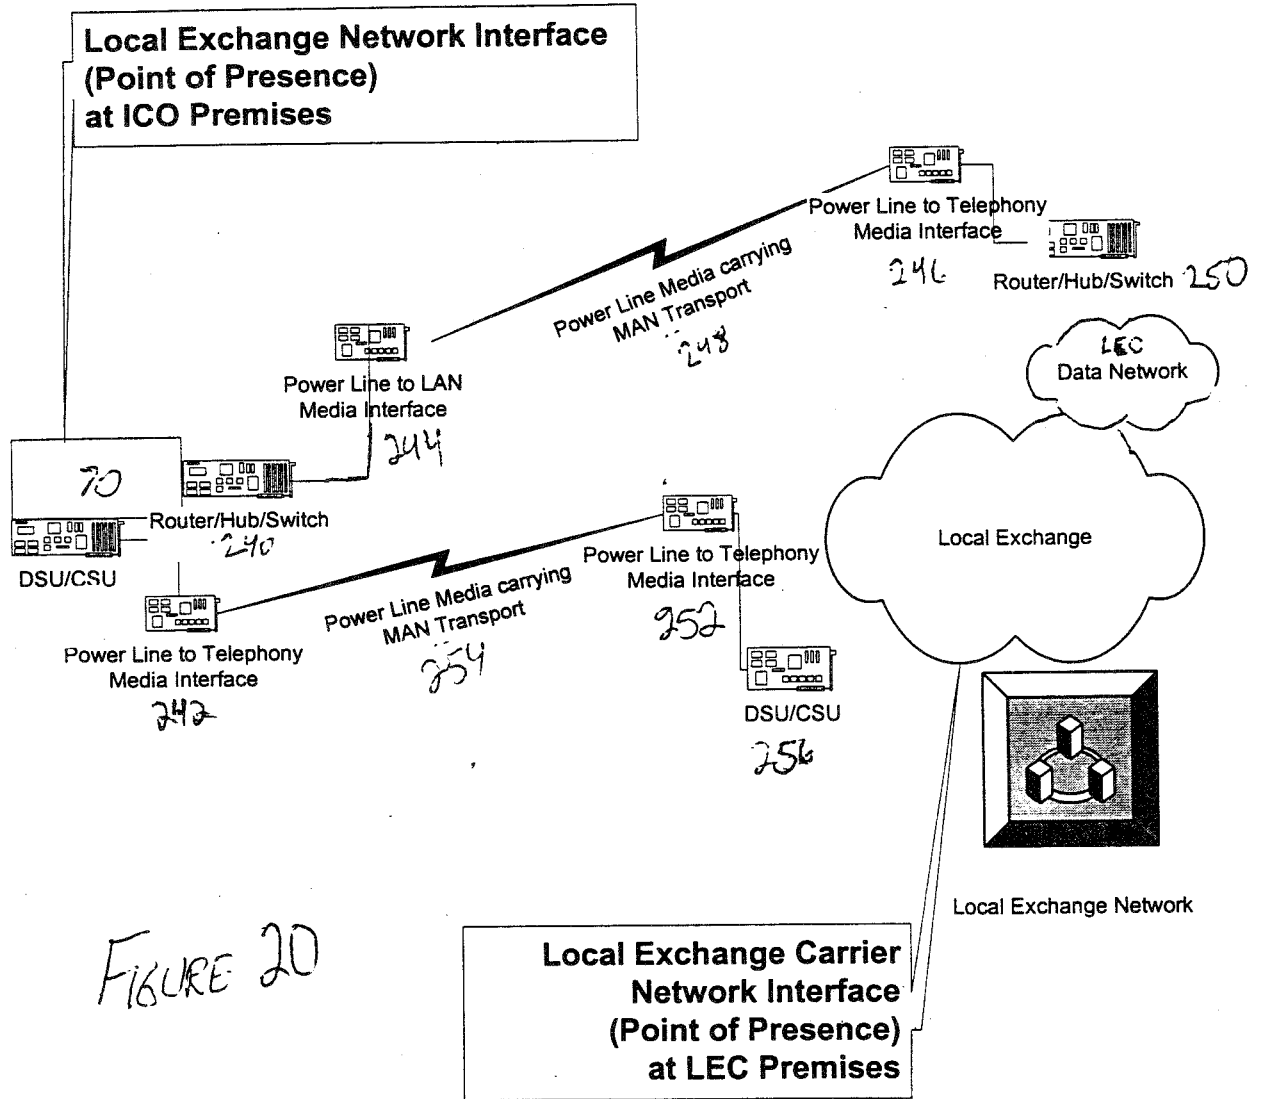 Local Exchange Network Interface
(Point of Presence)
at ICO Premises
Power Line to Telephony
Media Interface
246
Router/Hub/Switch 250
Power Line Media carrying
MAN Transport
248
LEC
Data Network
Power Line to LAN
Media Interface
244
70
Router/Hub/Switch
240
DSU/CSU
Local Exchange
Power Line to Telephony
Media Interface
252
Power Line Media carrying
MAN Transport
254
Power Line to Telephony
Media Interface
242
DSU/CSU
256
Local Exchange Network
FIGURE 20
Local Exchange Carrier
Network Interface
(Point of Presence)
at LEC Premises